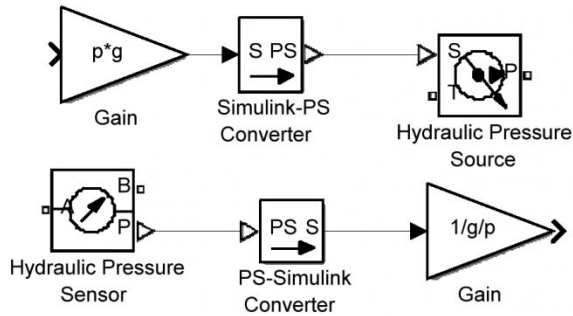 p*g
S PS
S
P
T
Gain
Simulink-PS
Converter
Hydraulic Pressure
Source
A
B
P
PS S
1/g/p
Hydraulic Pressure
Sensor
PS-Simulink
Converter
Gain